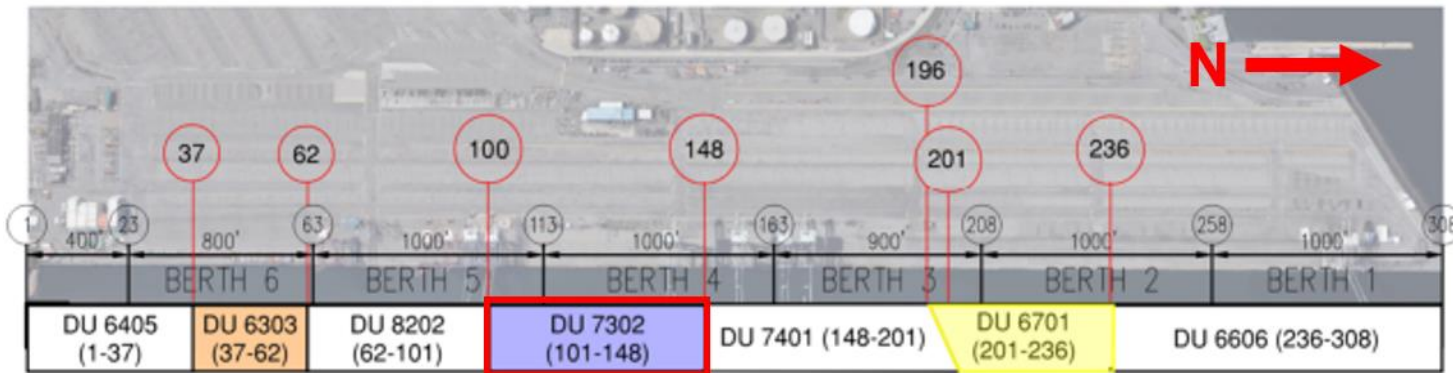 N
196
37
62
100
148
201
236
1
23
63
113
163
208
258
308
400'
800'
1000'
1000'
900'
1000'
1000'
BERTH 6
BERTH 5
BERTH 4
BERTH 3
BERTH 2
BERTH 1
DU 6405
(1-37)
DU 6303
(37-62)
DU 8202
(62-101)
DU 7302
(101-148)
DU 7401 (148-201)
DU 6701
(201-236)
DU 6606 (236-308)